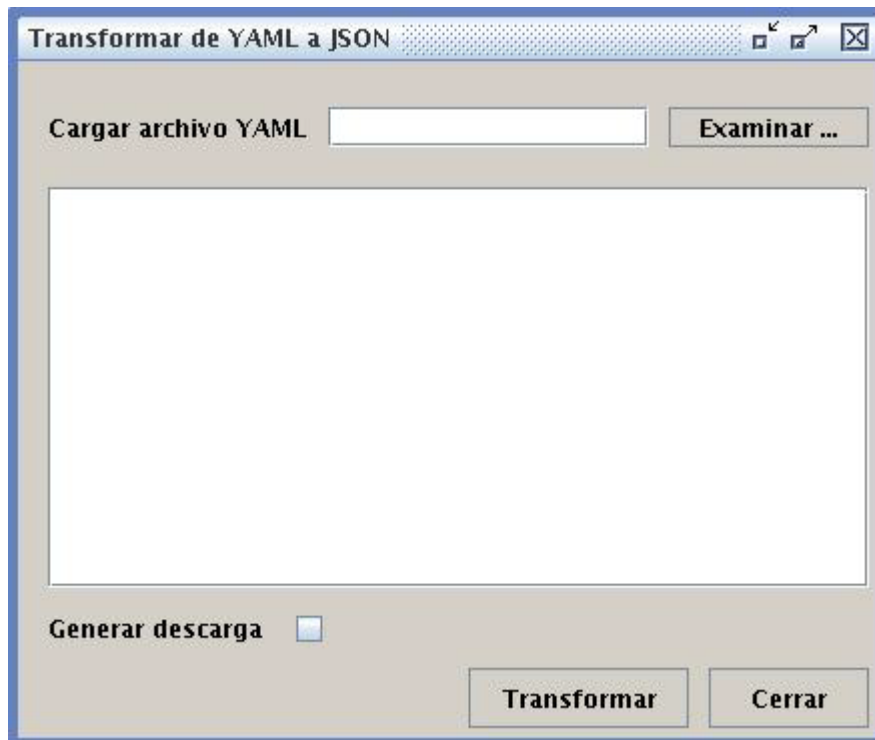 Transformar de YAML a JSON
Cargar archivo YAML Examinar ...
Generar descarga
Transformar Cerrar